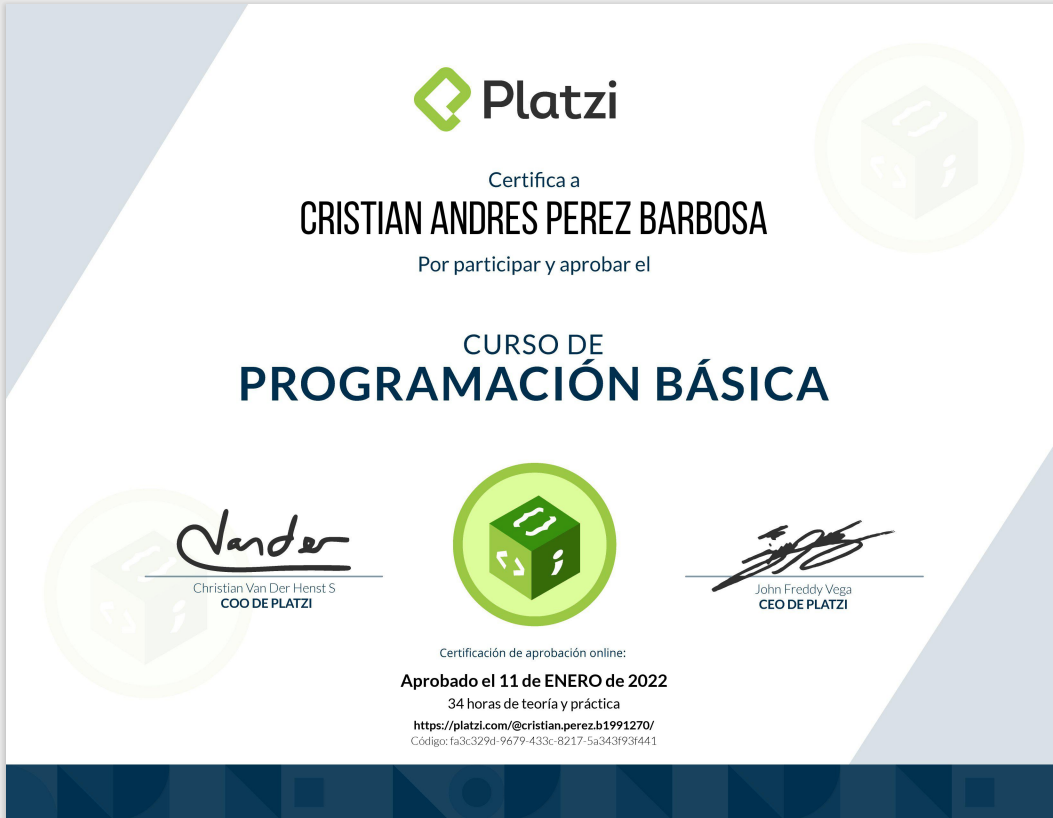 Platzi
Certifica a
CRISTIAN ANDRES PEREZ BARBOSA
Por participar y aprobar el
CURSO DE
PROGRAMACIÓN BÁSICA
Vander
Christian Van Der Henst S
COO DE PLATZI
John Freddy Vega
CEO DE PLATZI
Certificación de aprobación online:
Aprobado el 11 de ENERO de 2022
34 horas de teoría y práctica
https://platzi.com/@cristian.perez.b1991270/
Código: fa3c329d-9679-433c-8217-5a343f93f441